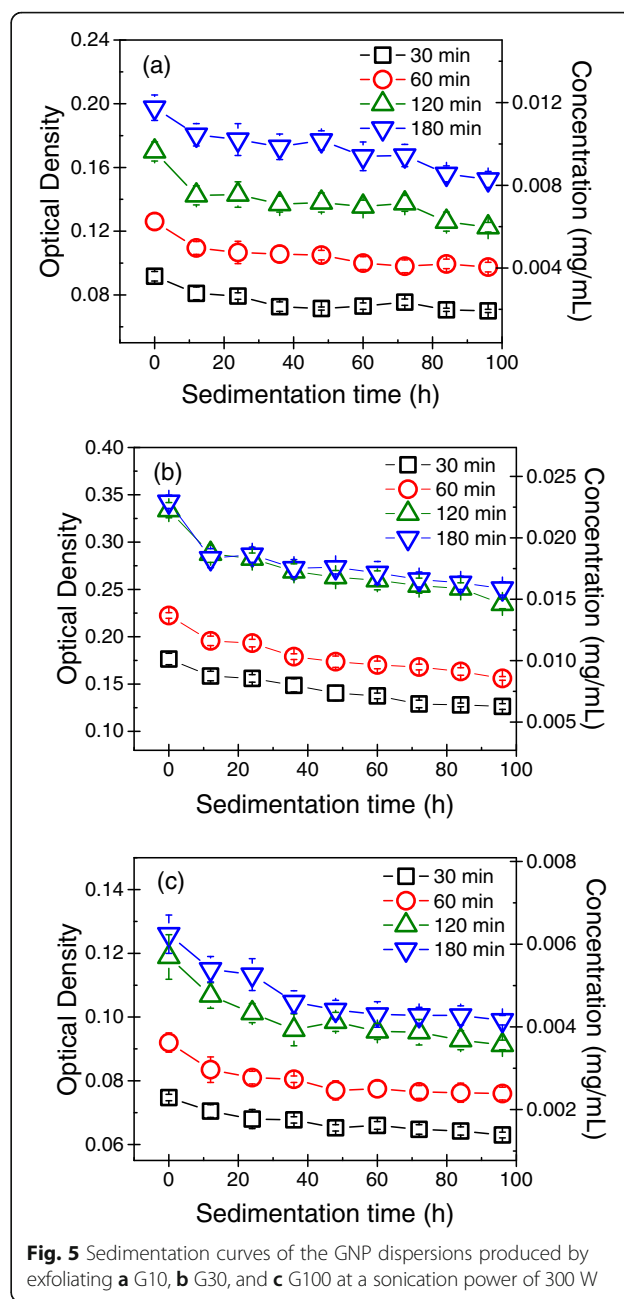 (a)
30 min
60 min
120 min
180 min
0.24
0.20
0.16
0.12
0.08
Optical Density
0.012
0.008
0.004
Concentration (mg/mL)
0 20 40 60 80 100
Sedimentation time (h)
(b)
30 min
60 min
120 min
180 min
0.40
0.35
0.30
0.25
0.20
0.15
0.10
Optical Density
0.025
0.020
0.015
0.010
0.005
Concentration (mg/mL)
0 20 40 60 80 100
Sedimentation time (h)
(c)
30 min
60 min
120 min
180 min
0.14
0.12
0.10
0.08
0.06
Optical Density
0.008
0.006
0.004
0.002
Concentration (mg/mL)
0 20 40 60 80 100
Sedimentation time (h)
Fig. 5 Sedimentation curves of the GNP dispersions produced by
exfoliating a G10, b G30, and c G100 at a sonication power of 300 W